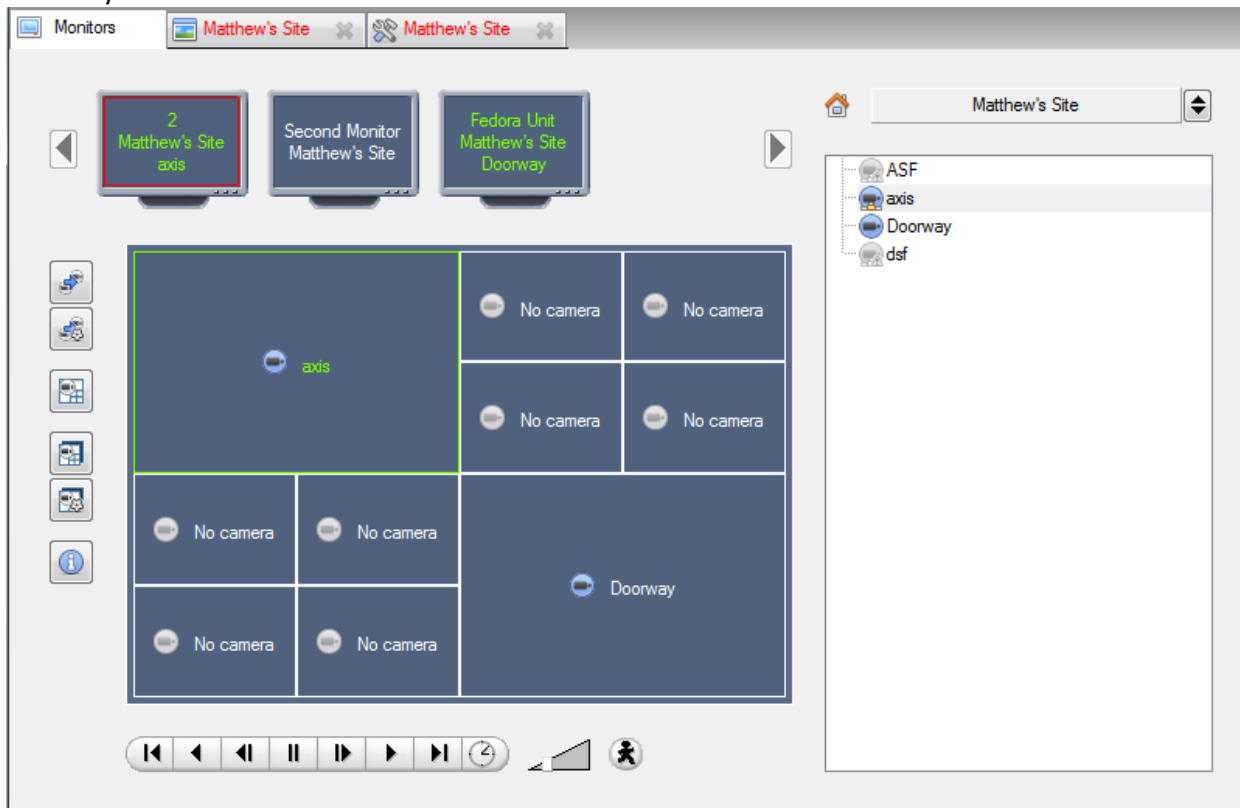 Monitors
Matthew's Site
Matthew's Site
2
Matthew's Site
axis
Second Monitor
Matthew's Site
Fedora Unit
Matthew's Site
Doorway
Matthew's Site
ASF
axis
Doorway
dsf
axis
No camera
No camera
No camera
No camera
No camera
No camera
Doorway
No camera
No camera